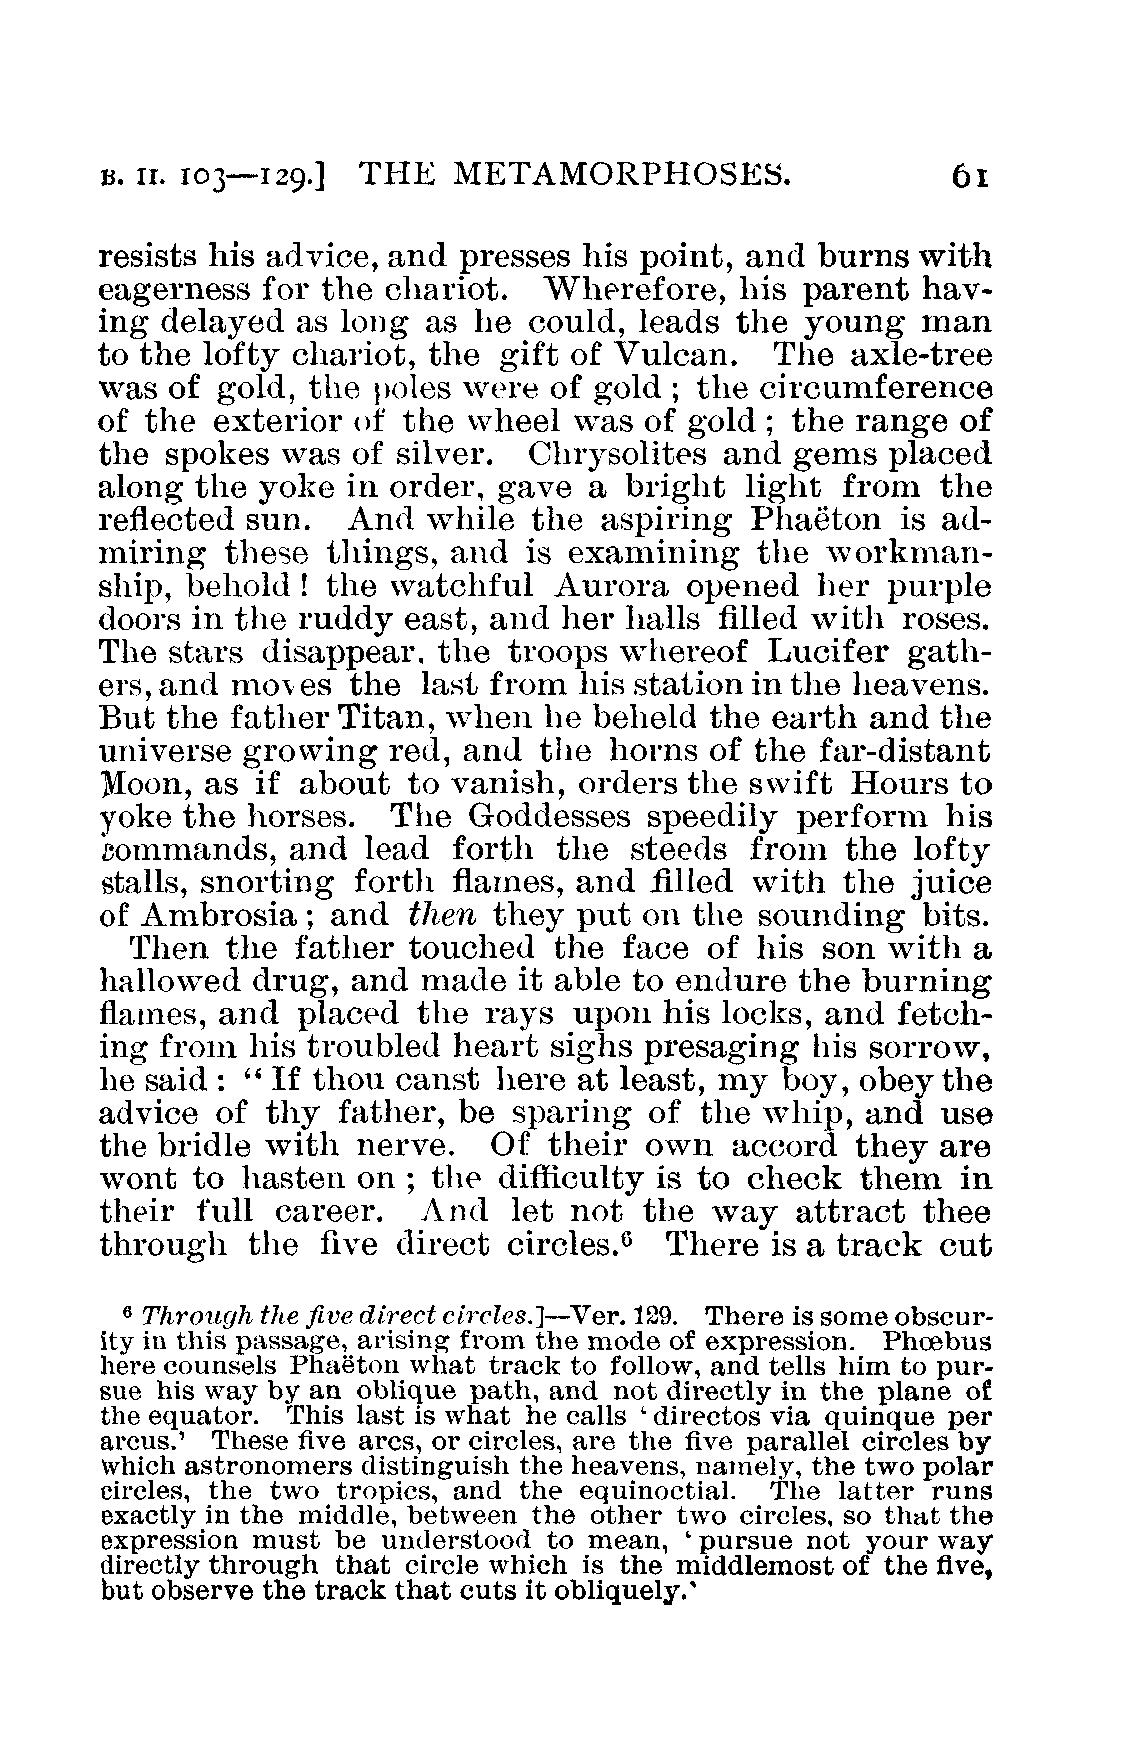 B. II. 103—129.] THE METAMORPHOSES. 61
resists his advice, and presses his point, and burns with
eagerness for the chariot. Wherefore, his parent hav-
ing delayed as long as he could, leads the young man
to the lofty chariot, the gift of Vulcan. The axle-tree
was of gold, the poles were of gold ; the circumference
of the exterior of the wheel was of gold ; the range of
the spokes was of silver. Chrysolites and gems placed
along the yoke in order, gave a bright light from the
reflected sun. And while the aspiring Phaëton is ad-
miring these things, and is examining the workman-
ship, behold ! the watchful Aurora opened her purple
doors in the ruddy east, and her halls filled with roses.
The stars disappear, the troops whereof Lucifer gath-
ers, and moves the last from his station in the heavens.
But the father Titan, when he beheld the earth and the
universe growing red, and the horns of the far-distant
Moon, as if about to vanish, orders the swift Hours to
yoke the horses. The Goddesses speedily perform his
commands, and lead forth the steeds from the lofty
stalls, snorting forth flames, and filled with the juice
of Ambrosia ; and then they put on the sounding bits.
Then the father touched the face of his son with a
hallowed drug, and made it able to endure the burning
flames, and placed the rays upon his locks, and fetch-
ing from his troubled heart sighs presaging his sorrow,
he said : “ If thou canst here at least, my boy, obey the
advice of thy father, be sparing of the whip, and use
the bridle with nerve. Of their own accord they are
wont to hasten on ; the difficulty is to check them in
their full career. And let not the way attract thee
through the five direct circles.⁶ There is a track cut
⁶ Through the five direct circles.]—Ver. 129. There is some obscur-
ity in this passage, arising from the mode of expression. Phœbus
here counsels Phaëton what track to follow, and tells him to pur-
sue his way by an oblique path, and not directly in the plane of
the equator. This last is what he calls ‘ directos via quinque per
arcus.’ These five arcs, or circles, are the five parallel circles by
which astronomers distinguish the heavens, namely, the two polar
circles, the two tropics, and the equinoctial. The latter runs
exactly in the middle, between the other two circles, so that the
expression must be understood to mean, ‘ pursue not your way
directly through that circle which is the middlemost of the five,
but observe the track that cuts it obliquely.’